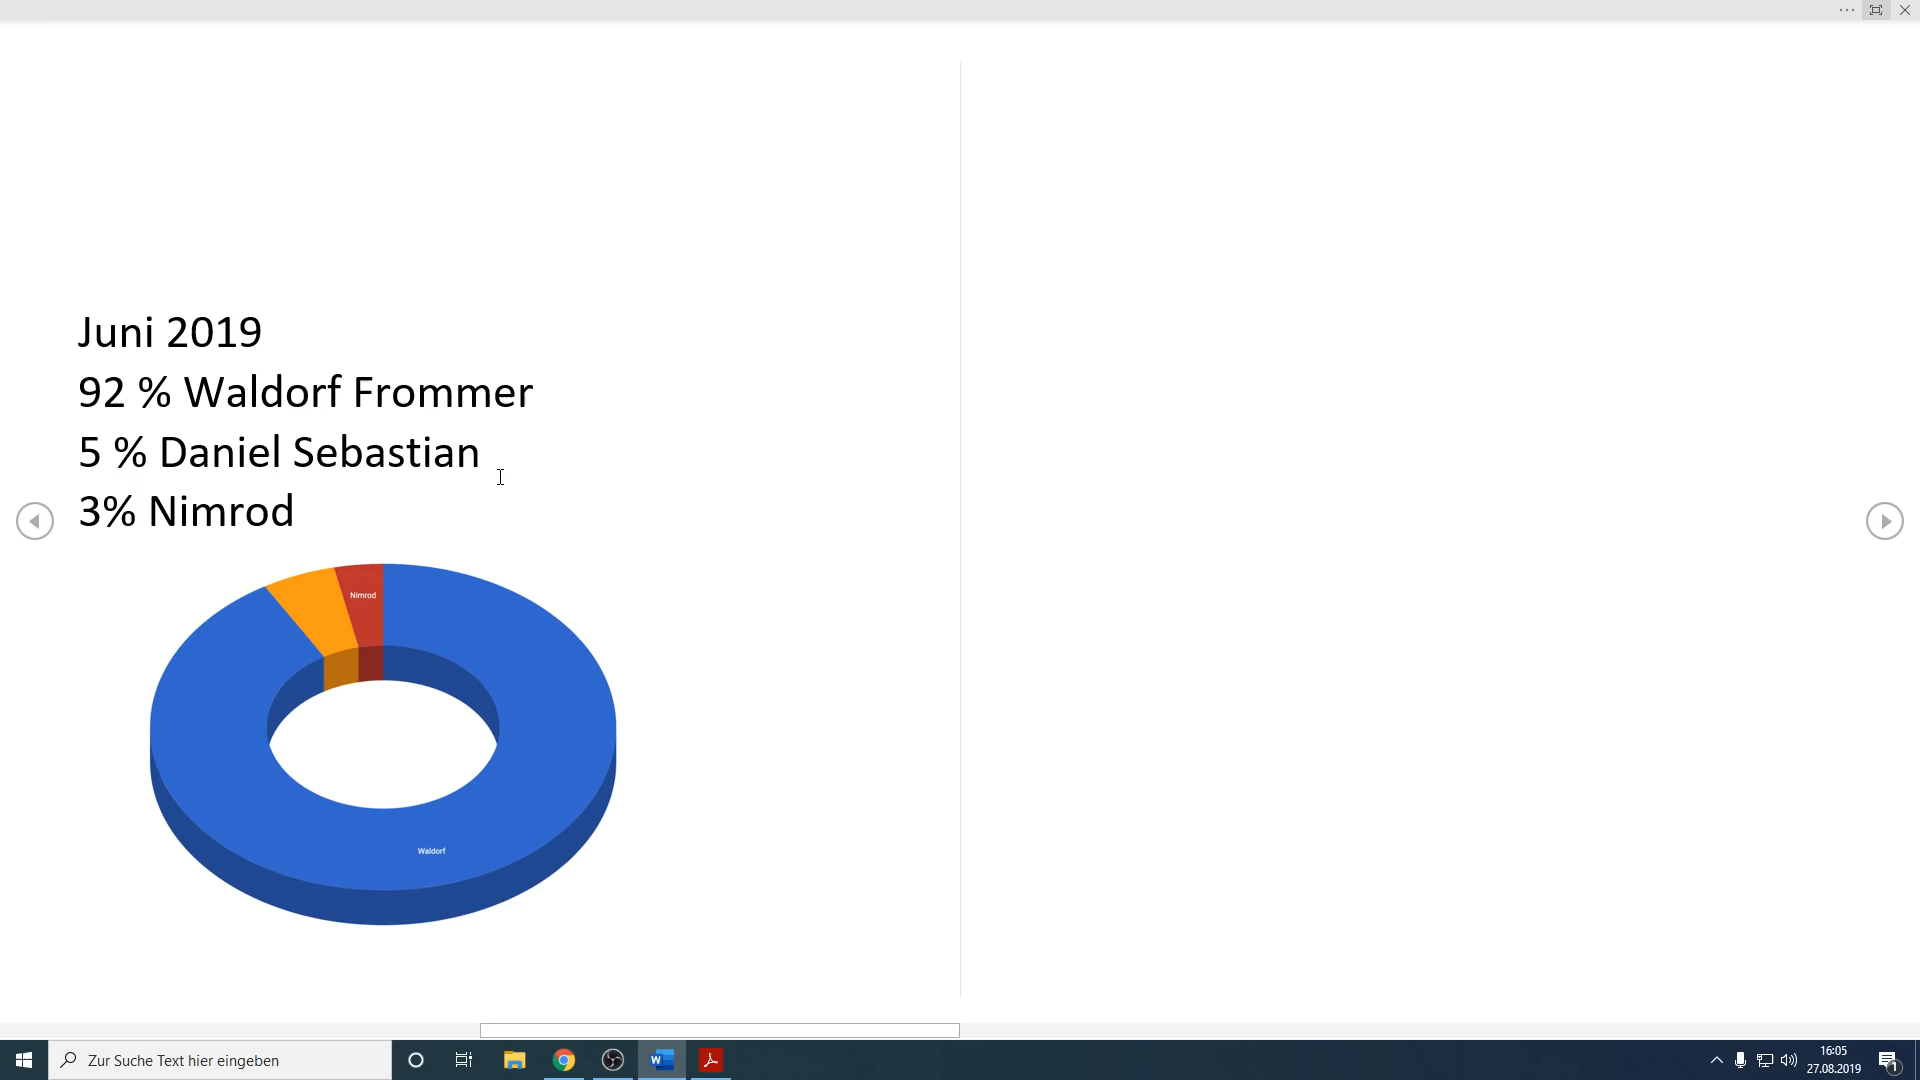 Juni 2019
92 % Waldorf Frommer
5 % Daniel Sebastian
3% Nimrod
Nimrod
Waldorf
Zur Suche Text hier eingeben
16:05
27.08.2019
1